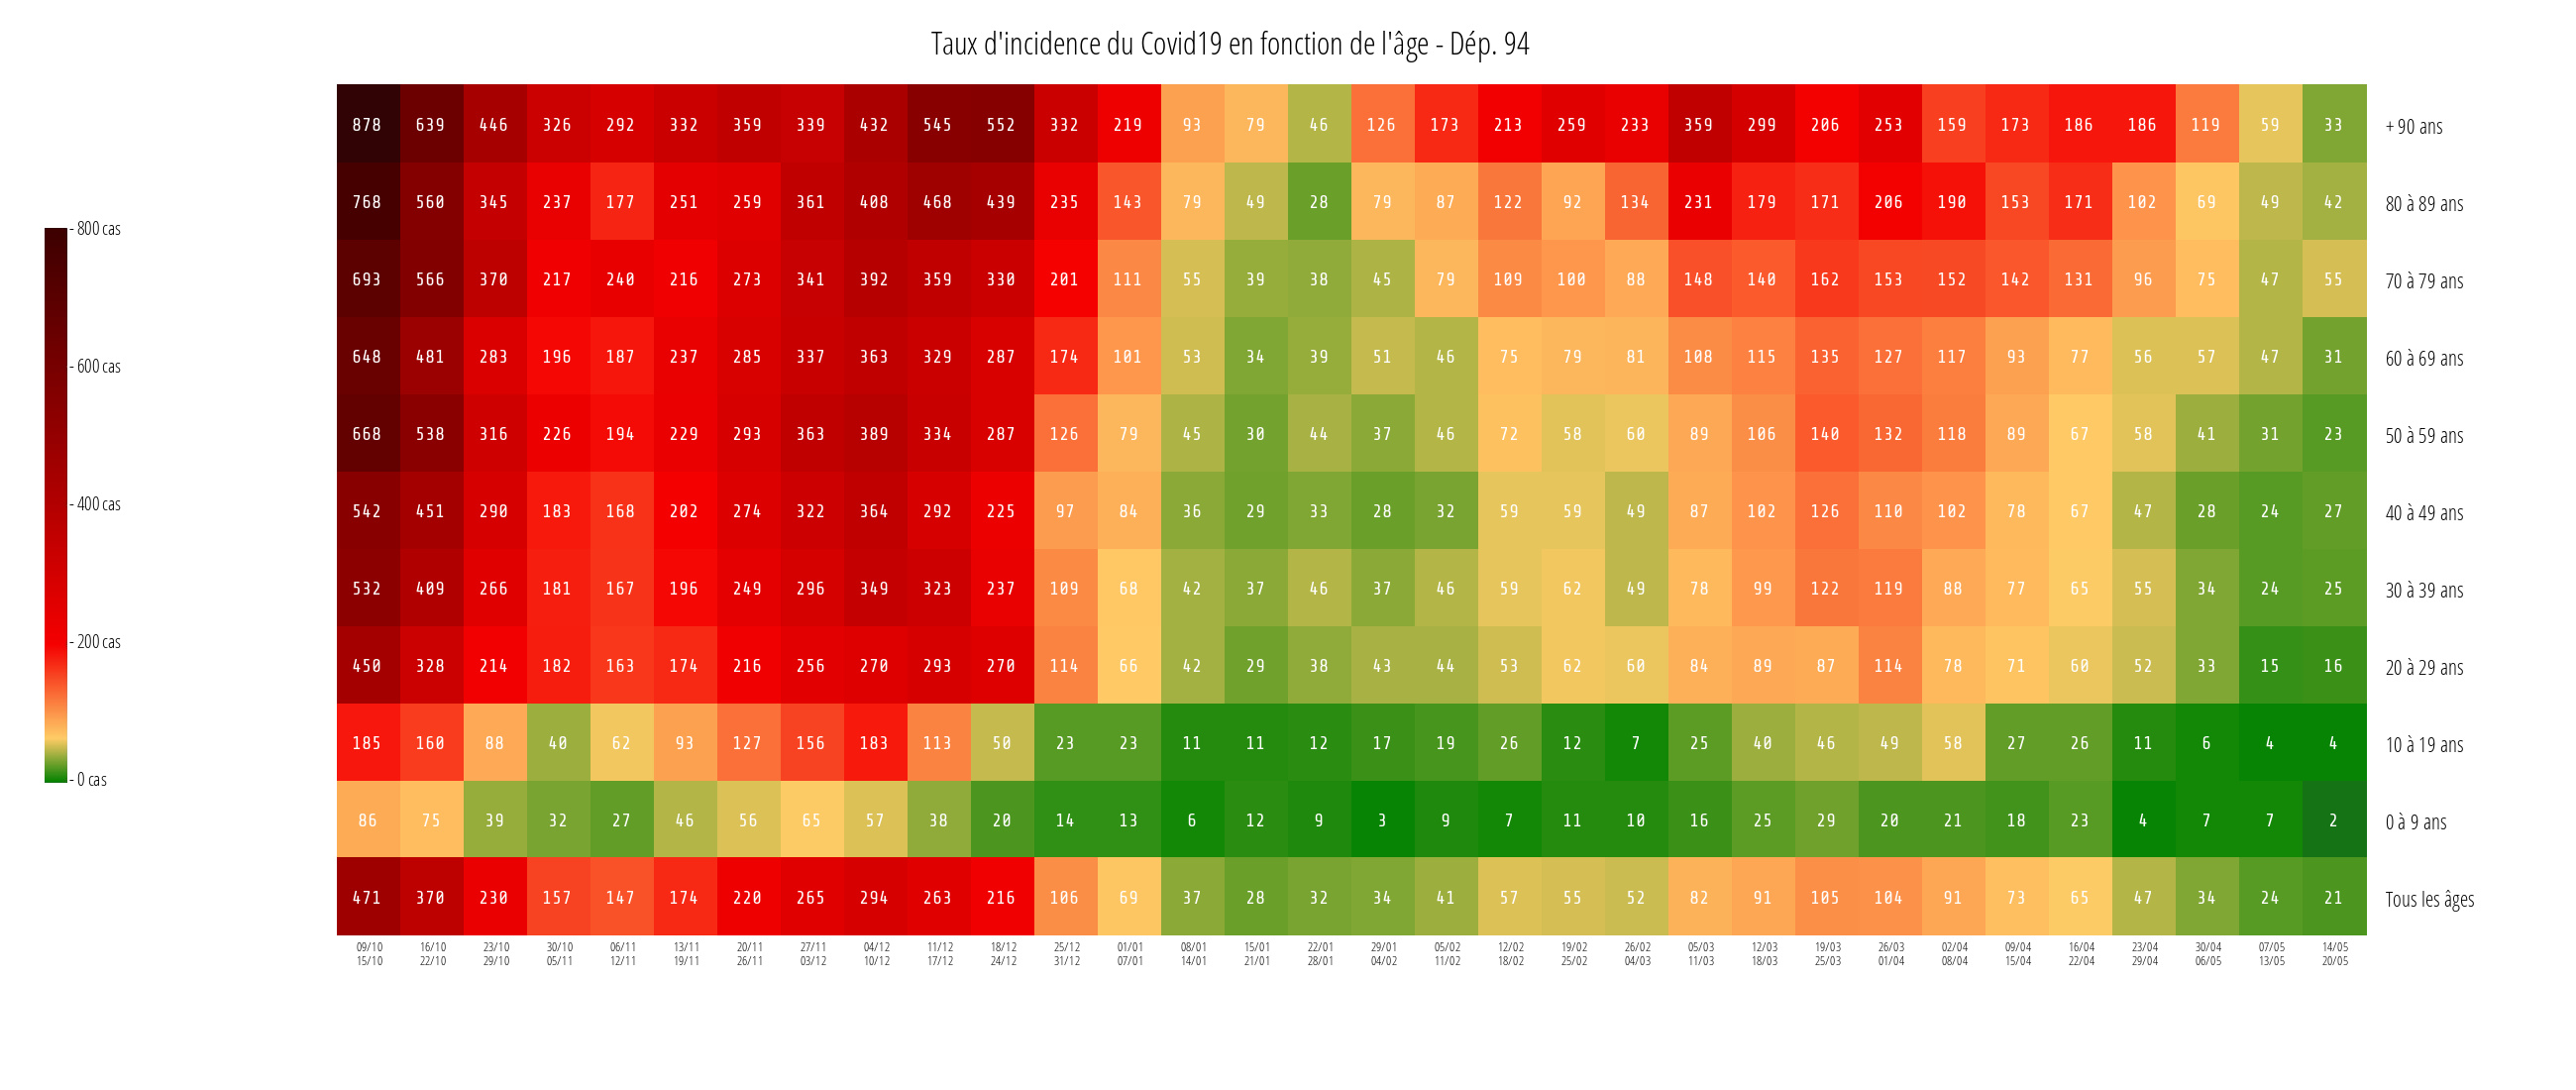 Taux d'incidence du Covid19 en fonction de l'âge - Dép. 94
878 639 446 326 292 332 359 339 432 545 552 332 219 93 79 46 126 173 213 259 233 359 299 206 253 159 173 186 186 119 59 33 + 90 ans
768 560 345 237 177 251 259 361 408 468 439 235 143 79 49 28 79 87 122 92 134 231 179 171 206 190 153 171 102 69 49 42 80 à 89 ans
693 566 370 217 240 216 273 341 392 359 330 201 111 55 39 38 45 79 109 100 88 148 140 162 153 152 142 131 96 75 47 55 70 à 79 ans
648 481 283 196 187 237 285 337 363 329 287 174 101 53 34 39 51 46 75 79 81 108 115 135 127 117 93 77 56 57 47 31 60 à 69 ans
668 538 316 226 194 229 293 363 389 334 287 126 79 45 30 44 37 46 72 58 60 89 106 140 132 118 89 67 58 41 31 23 50 à 59 ans
542 451 290 183 168 202 274 322 364 292 225 97 84 36 29 33 28 32 59 59 49 87 102 126 110 102 78 67 47 28 24 27 40 à 49 ans
532 409 266 181 167 196 249 296 349 323 237 109 68 42 37 46 37 46 59 62 49 78 99 122 119 88 77 65 55 34 24 25 30 à 39 ans
450 328 214 182 163 174 216 256 270 293 270 114 66 42 29 38 43 44 53 62 60 84 89 87 114 78 71 60 52 33 15 16 20 à 29 ans
185 160 88 40 62 93 127 156 183 113 50 23 23 11 11 12 17 19 26 12 7 25 40 46 49 58 27 26 11 6 4 4 10 à 19 ans
86 75 39 32 27 46 56 65 57 38 20 14 13 6 12 9 3 9 7 11 10 16 25 29 20 21 18 23 4 7 7 2 0 à 9 ans
471 370 230 157 147 174 220 265 294 263 216 106 69 37 28 32 34 41 57 55 52 82 91 105 104 91 73 65 47 34 24 21 Tous les âges
09/10 16/10 23/10 30/10 06/11 13/11 20/11 27/11 04/12 11/12 18/12 25/12 01/01 08/01 15/01 22/01 29/01 05/02 12/02 19/02 26/02 05/03 12/03 19/03 26/03 02/04 09/04 16/04 23/04 30/04 07/05 14/05
15/10 22/10 29/10 05/11 12/11 19/11 26/11 03/12 10/12 17/12 24/12 31/12 07/01 14/01 21/01 28/01 04/02 11/02 18/02 25/02 04/03 11/03 18/03 25/03 01/04 08/04 15/04 22/04 29/04 06/05 13/05 20/05
- 800 cas
- 600 cas
- 400 cas
- 200 cas
- 0 cas